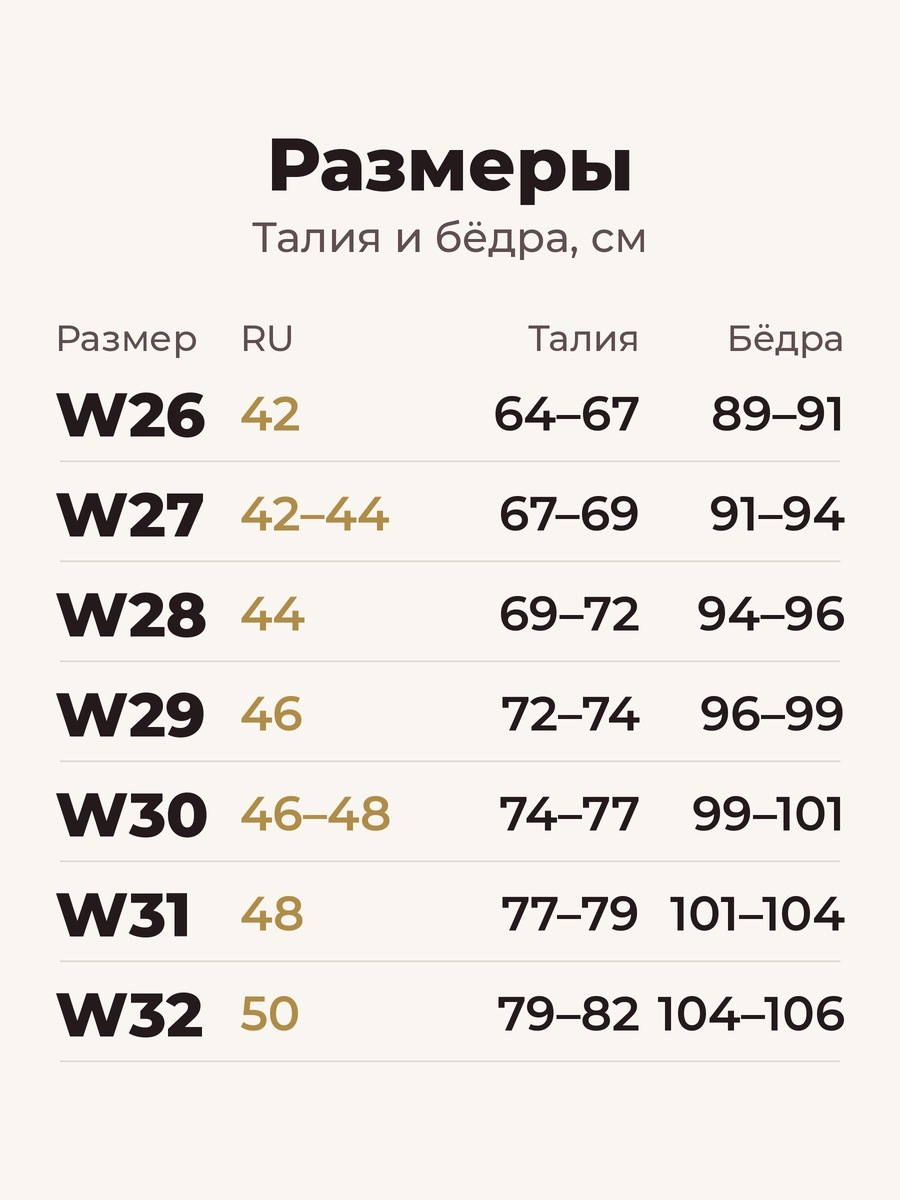 Размеры
Талия и бёдра, см
Размер RU Талия Бёдра
W26 42 64–67 89–91
W27 42–44 67–69 91–94
W28 44 69–72 94–96
W29 46 72–74 96–99
W30 46–48 74–77 99–101
W31 48 77–79 101–104
W32 50 79–82 104–106